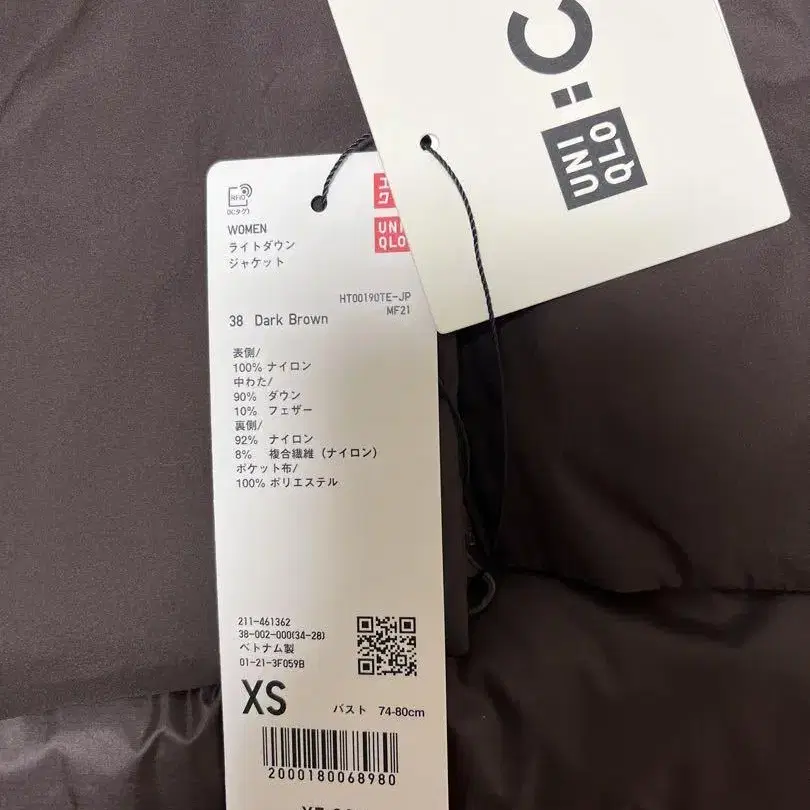 UNI
QLO
: C
RFID
(ICタグ)
エ
ク
UNI
QLO
WOMEN
ライトダウン
ジャケット
HT00190TE-JP
MF21
38 Dark Brown
表側/
100% ナイロン
中わた/
90% ダウン
10% フェザー
裏側/
92% ナイロン
8% 複合繊維 (ナイロン)
ポケット布/
100% ポリエステル
211-461362
38-002-000(34-28)
ベトナム製
01-21-3F059B
XS
バスト 74-80cm
2000180068980